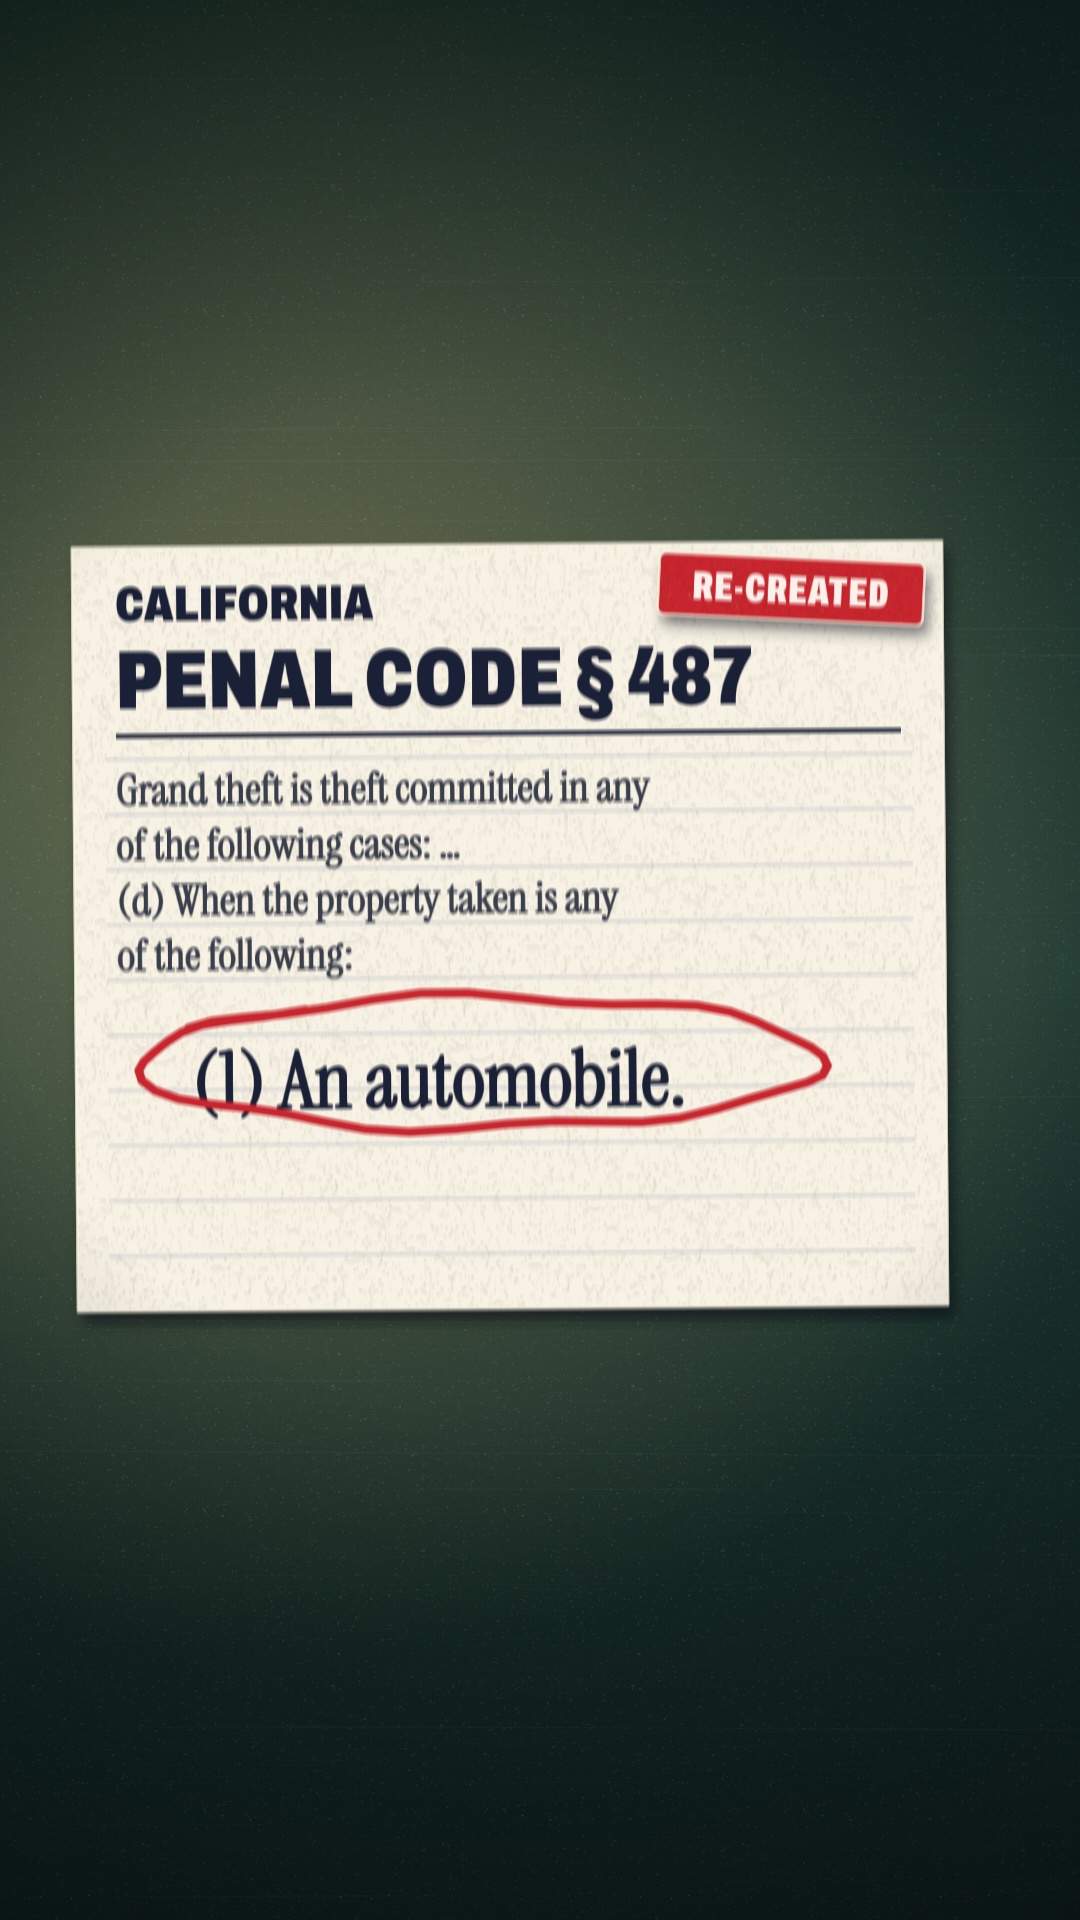 CALIFORNIA
RE-CREATED
PENAL CODE § 487
Grand theft is theft committed in any
of the following cases: ...
(d) When the property taken is any
of the following:
(1) An automobile.